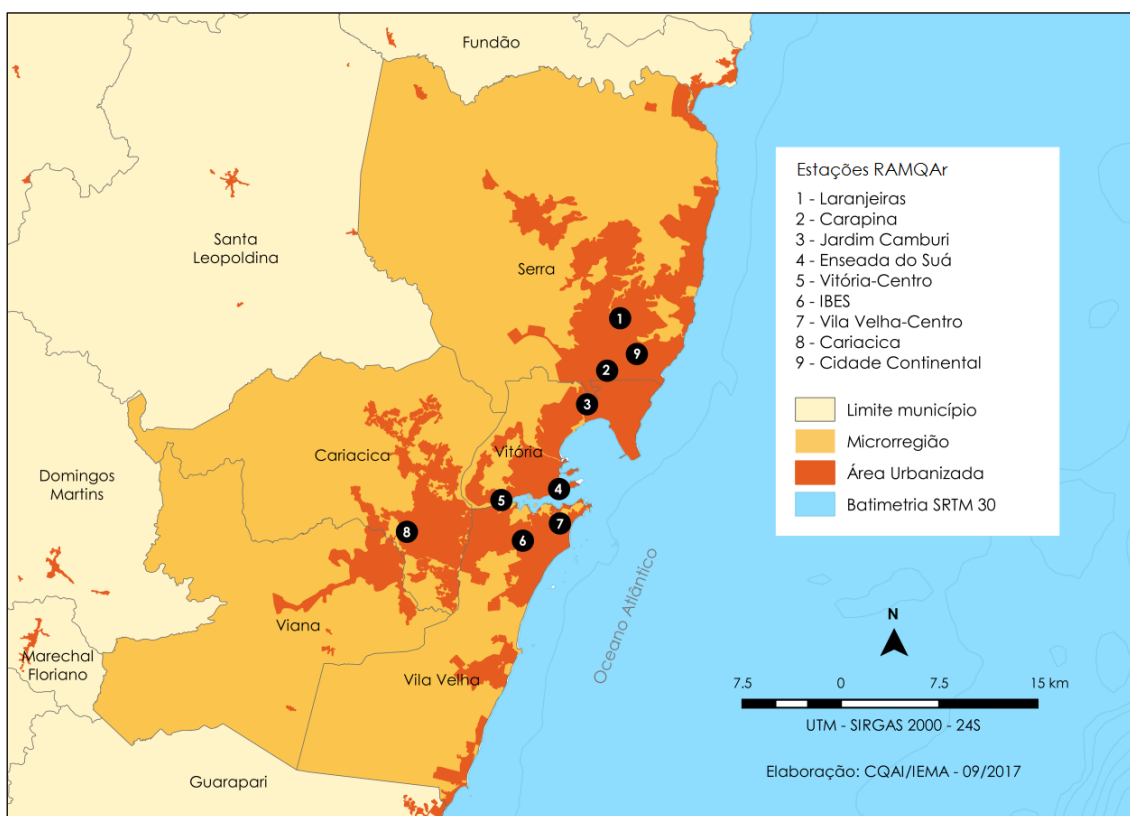 Fundão
Estações RAMQAr
1 - Laranjeiras
2 - Carapina
3 - Jardim Camburi
4 - Enseada do Suá
5 - Vitória-Centro
6 - IBES
7 - Vila Velha-Centro
8 - Cariacica
9 - Cidade Continental
Limite município
Microrregião
Área Urbanizada
Batimetria SRTM 30
Santa
Leopoldina
Serra
1
9
2
3
Cariacica
Vitória
Domingos
Martins
4
5
7
8
6
Oceano Atlântico
Viana
Marechal
Floriano
Vila Velha
Guarapari
N
7.5 0 7.5 15 km
UTM - SIRGAS 2000 - 24S
Elaboração: CQAI/IEMA - 09/2017